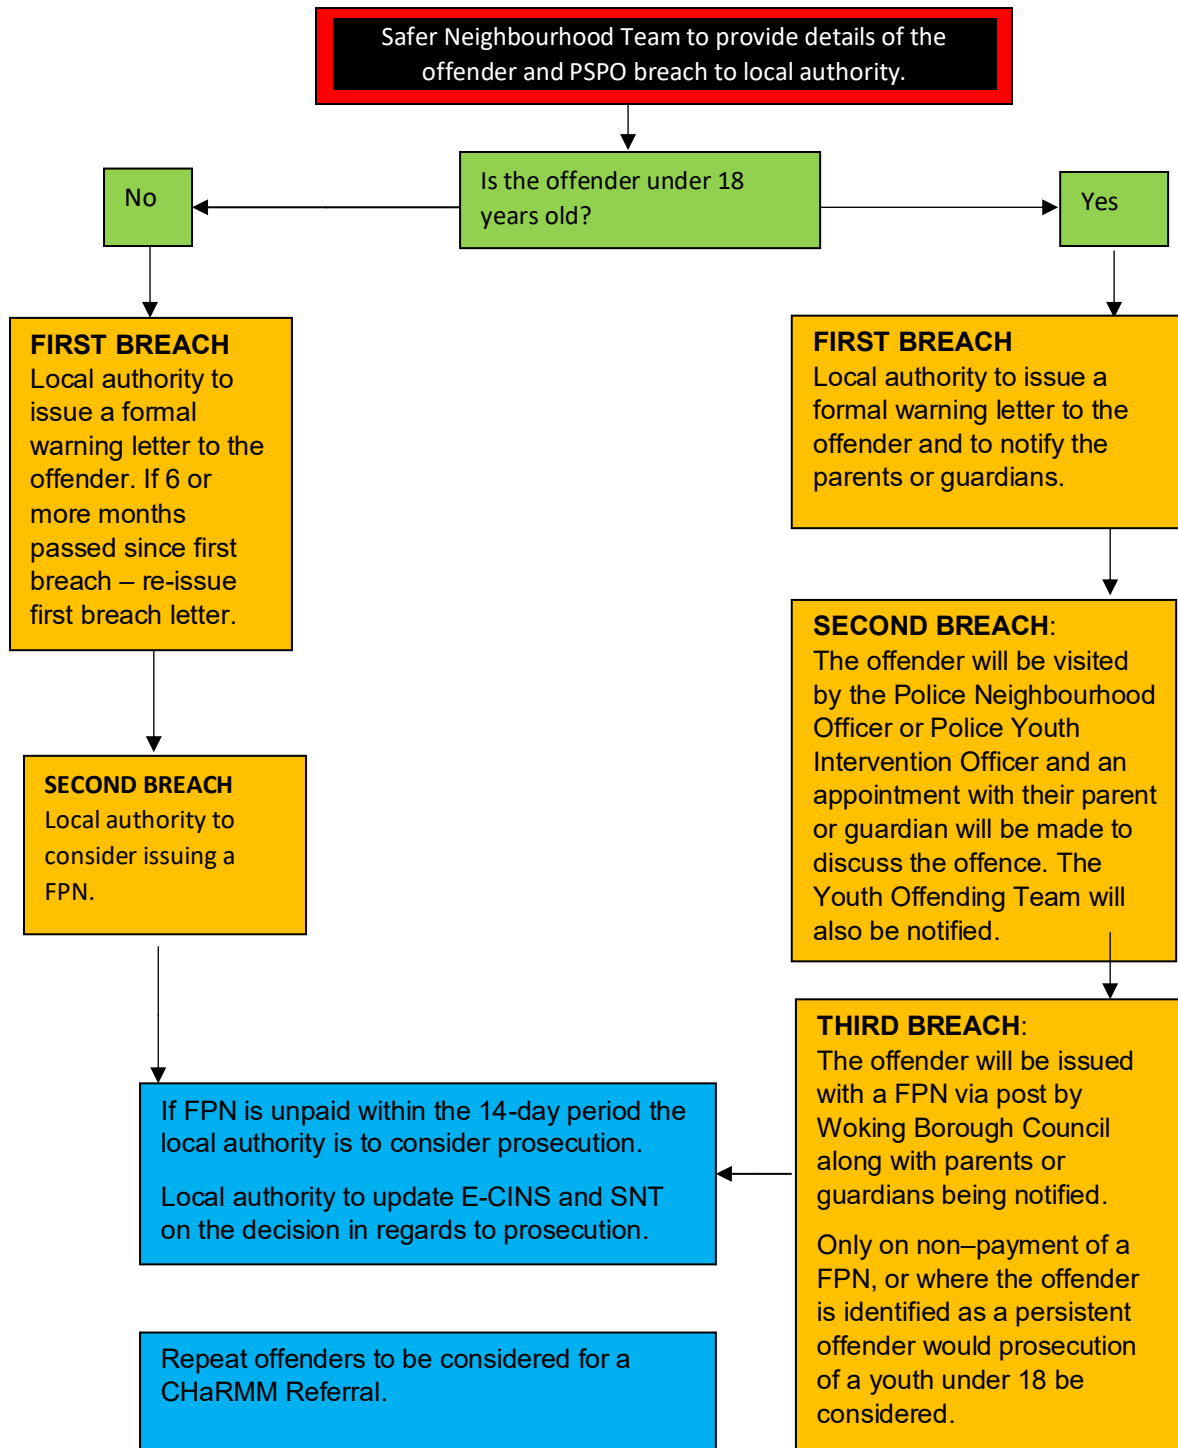 Safer Neighbourhood Team to provide details of the
offender and PSPO breach to local authority.
Is the offender under 18
years old?
No
Yes
FIRST BREACH
Local authority to
issue a formal
warning letter to the
offender. If 6 or
more months
passed since first
breach – re-issue
first breach letter.
SECOND BREACH
Local authority to
consider issuing a
FPN.
FIRST BREACH
Local authority to issue a
formal warning letter to the
offender and to notify the
parents or guardians.
SECOND BREACH:
The offender will be visited
by the Police Neighbourhood
Officer or Police Youth
Intervention Officer and an
appointment with their parent
or guardian will be made to
discuss the offence. The
Youth Offending Team will
also be notified.
THIRD BREACH:
The offender will be issued
with a FPN via post by
Woking Borough Council
along with parents or
guardians being notified.
Only on non–payment of a
FPN, or where the offender
is identified as a persistent
offender would prosecution
of a youth under 18 be
considered.
If FPN is unpaid within the 14-day period the
local authority is to consider prosecution.
Local authority to update E-CINS and SNT
on the decision in regards to prosecution.
Repeat offenders to be considered for a
CHaRMM Referral.